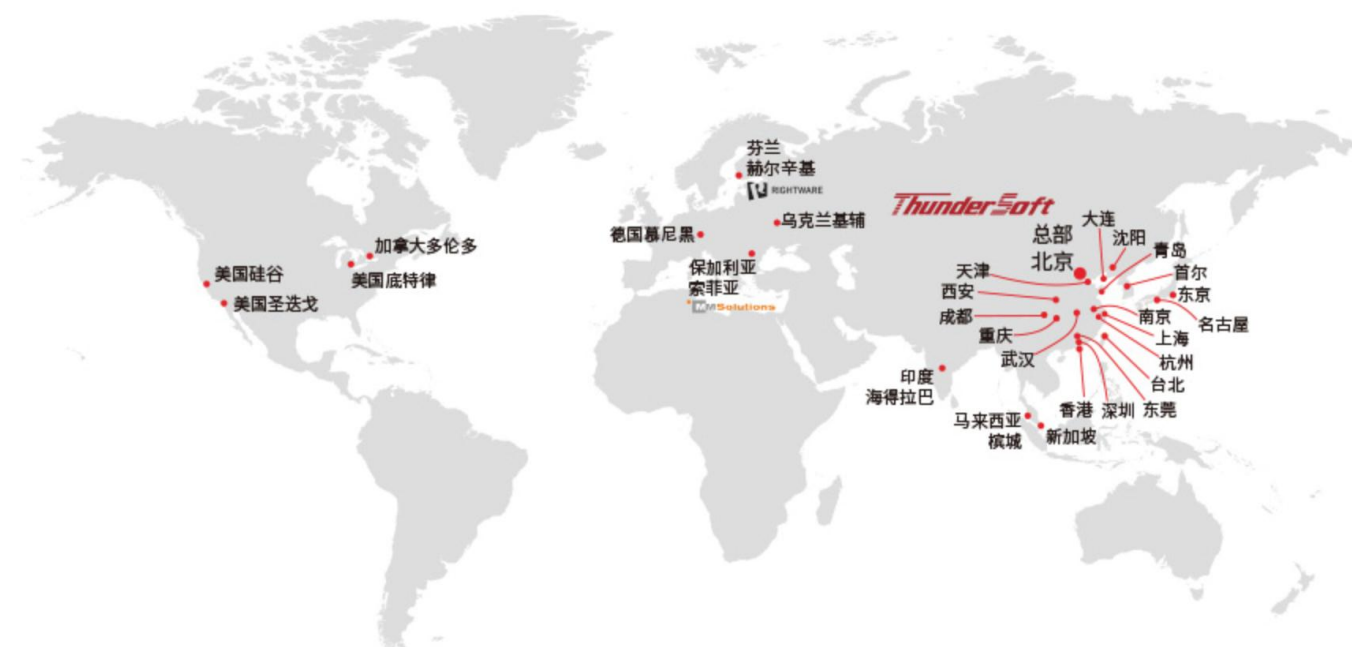 芬兰
赫尔辛基
RIGHTWARE
ThunderSoft
乌克兰基辅
德国慕尼黑
保加利亚
索菲亚
MMSolutions
加拿大多伦多
美国底特律
美国硅谷
美国圣迭戈
总部
北京
大连
沈阳
青岛
首尔
东京
名古屋
天津
西安
成都
重庆
武汉
南京
上海
杭州
台北
香港
深圳
东莞
印度
海得拉巴
马来西亚
槟城
新加坡